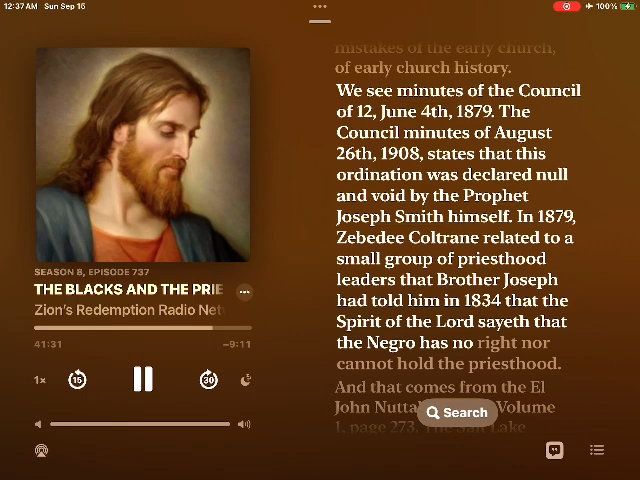 12:37 AM Sun Sep 15
100%
mistakes of the early church,
of early church history.
We see minutes of the Council
of 12, June 4th, 1879. The
Council minutes of August
26th, 1908, states that this
ordination was declared null
and void by the Prophet
Joseph Smith himself. In 1879,
Zebedee Coltrane related to a
small group of priesthood
leaders that Brother Joseph
had told him in 1834 that the
Spirit of the Lord sayeth that
the Negro has no right nor
cannot hold the priesthood.
And that comes from the El
John Nutta Volume
1, page 273. The Salt Lake
Search
SEASON 8, EPISODE 737
THE BLACKS AND THE PRIE
Zion's Redemption Radio Net
41:31
-9:11
1×
15
30